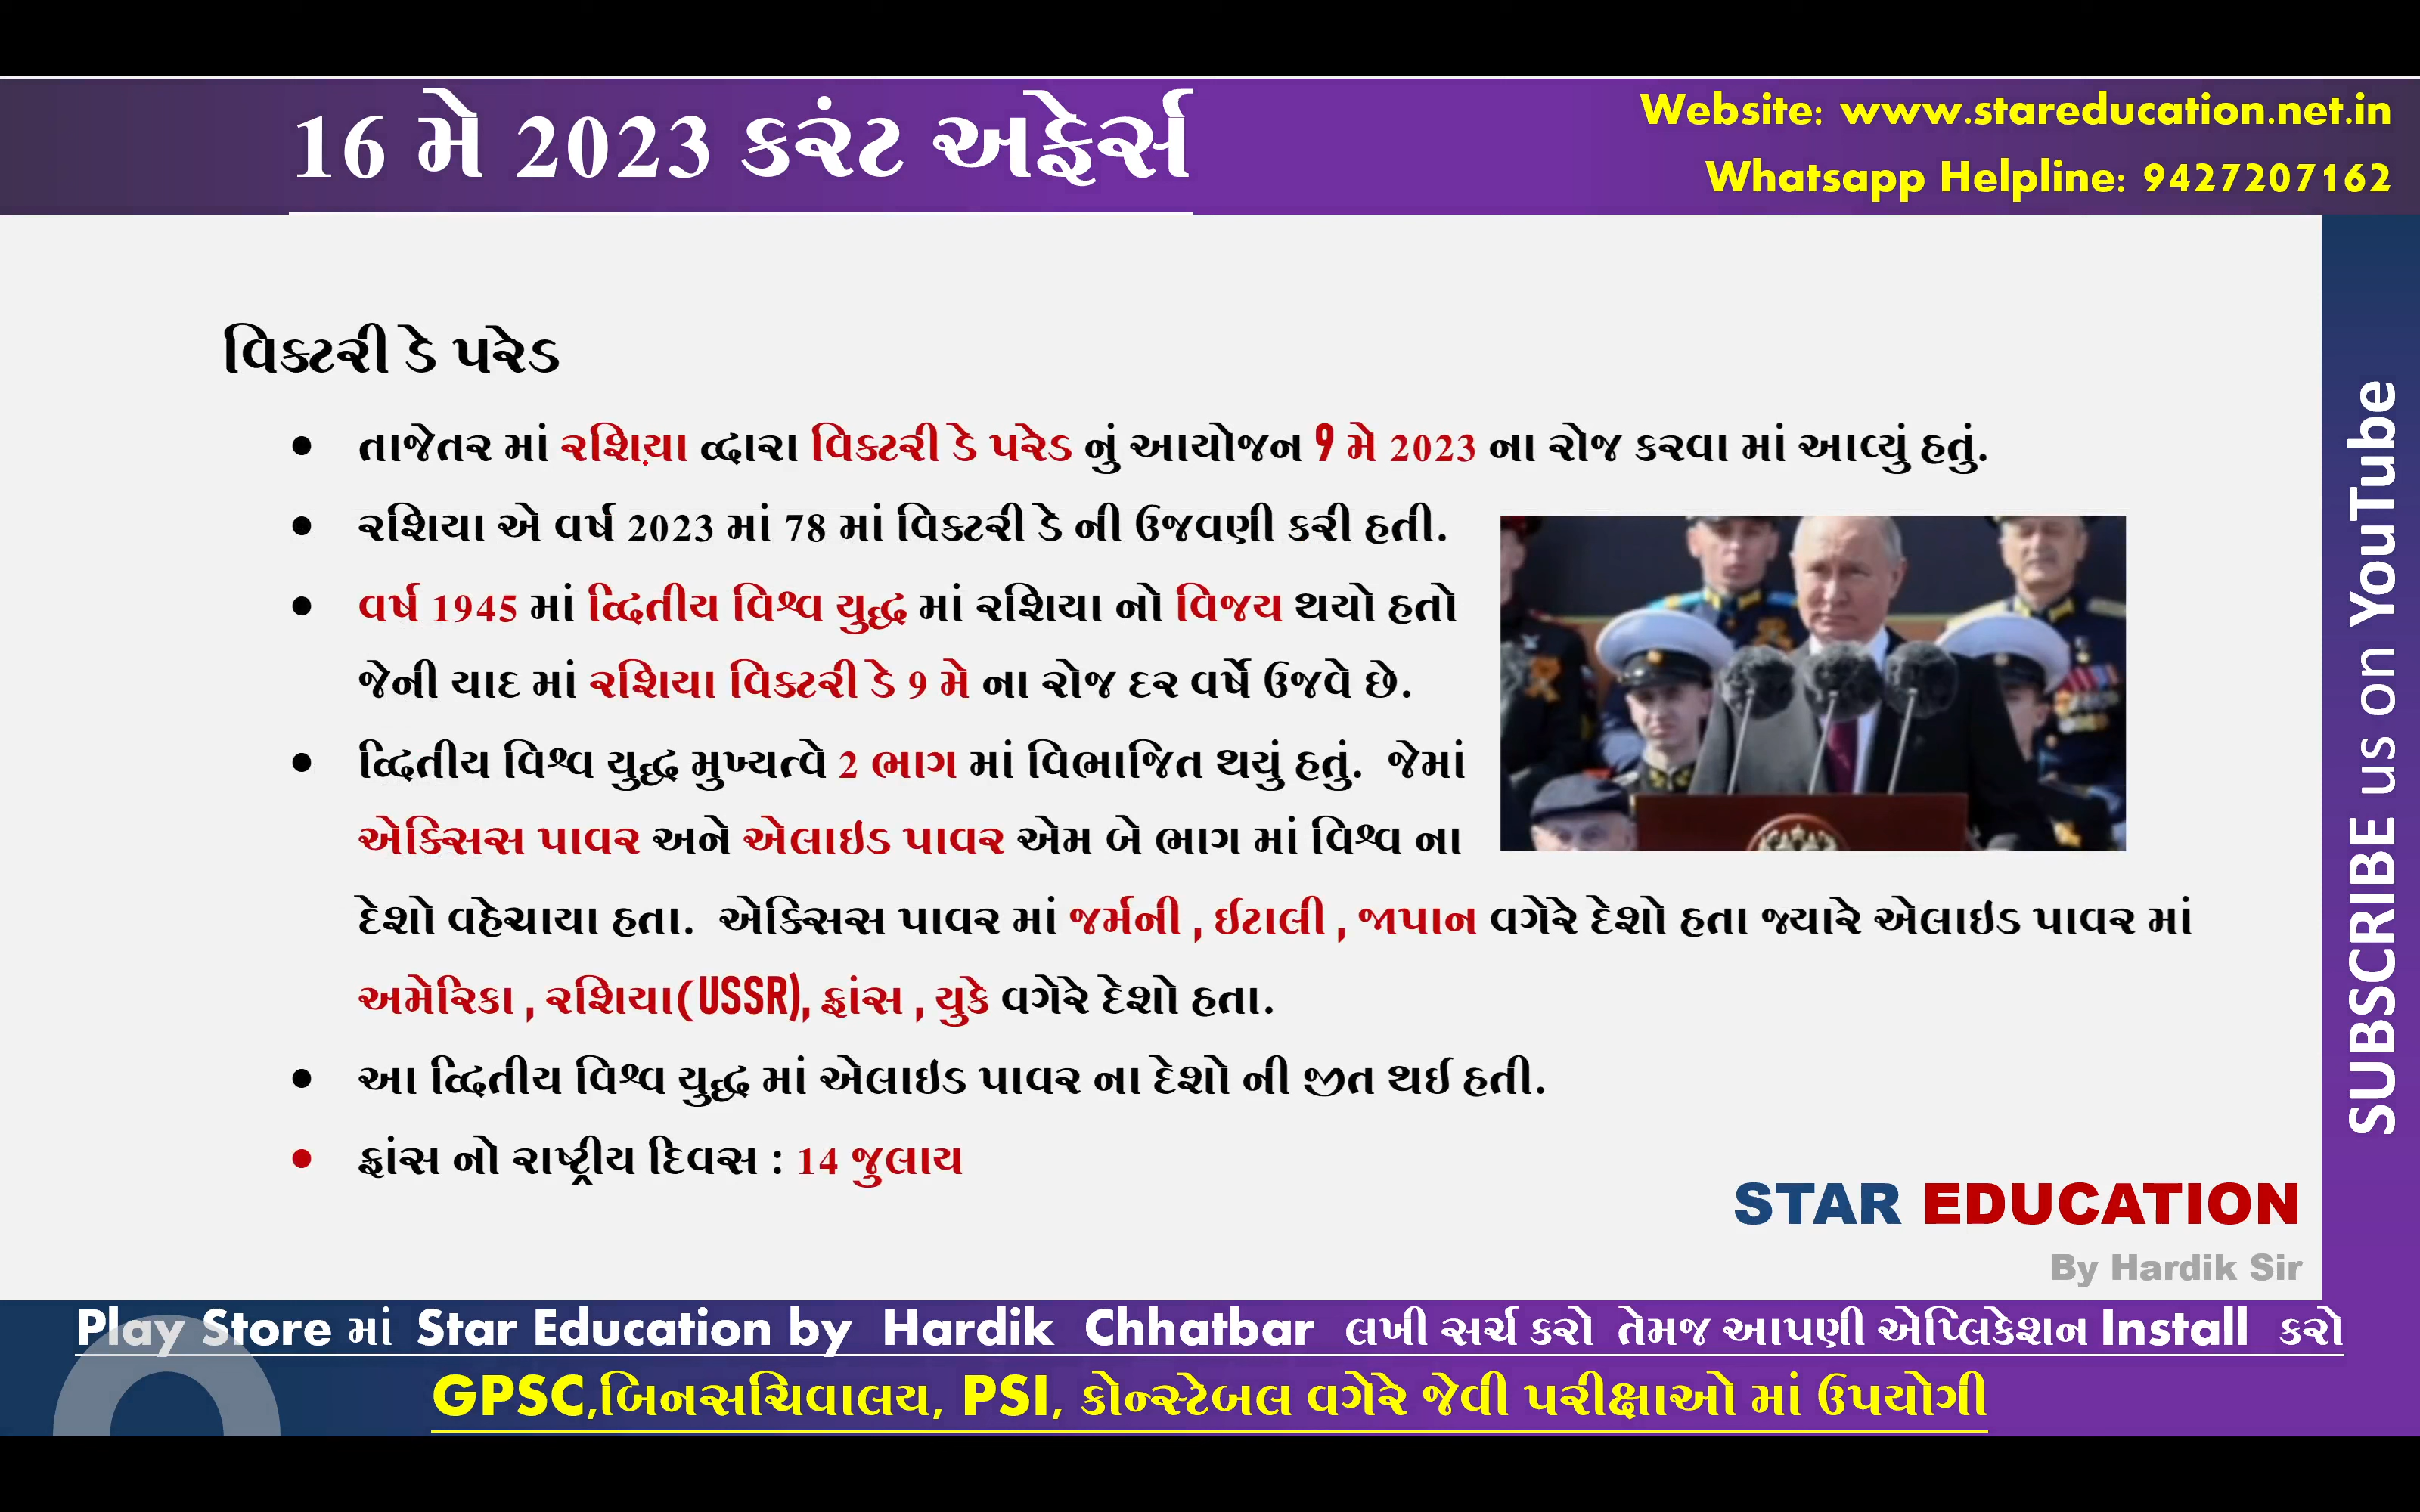 16 મે 2023 કરંટ અફેર્સ
Website: www.stareducation.net.in
Whatsapp Helpline: 9427207162
વિક્ટરી ડે પરેડ
• તાજેતર માં રશિય઼ા દ્વારા વિક્ટરી ડે પરેડ નું આયોજન 9 મે 2023 ના રોજ કરવા માં આવ્યું હતું.
• રશિયા એ વર્ષ 2023 માં 78 માં વિક્ટરી ડે ની ઉજવણી કરી હતી.
• વર્ષ 1945 માં દ્વિતીય વિશ્વ યુદ્ધ માં રશિયા નો વિજય થયો હતો
જેની યાદ માં રશિયા વિક્ટરી ડે 9 મે ના રોજ દર વર્ષે ઉજવે છે.
• દ્વિતીય વિશ્વ યુદ્ધ મુખ્યત્વે 2 ભાગ માં વિભાજિત થયું હતું. જેમાં
એક્સિસ પાવર અને એલાઇડ પાવર એમ બે ભાગ માં વિશ્વ ના
દેશો વહેચાયા હતા. એક્સિસ પાવર માં જર્મની , ઈટાલી , જાપાન વગેરે દેશો હતા જ્યારે એલાઇડ પાવર માં
અમેરિકા , રશિયા(USSR), ફ્રાંસ , યુકે વગેરે દેશો હતા.
• આ દ્વિતીય વિશ્વ યુદ્ધ માં એલાઇડ પાવર ના દેશો ની જીત થઈ હતી.
• ફ્રાંસ નો રાષ્ટ્રીય દિવસ : 14 જુલાય
SUBSCRIBE us on YouTube
STAR EDUCATION
By Hardik Sir
Play Store માં Star Education by Hardik Chhatbar લખી સર્ચ કરો તેમજ આપણી એપ્લિકેશન Install કરો
GPSC,બિનસચિવાલય, PSI, કોન્સ્ટેબલ વગેરે જેવી પરીક્ષાઓ માં ઉપયોગી